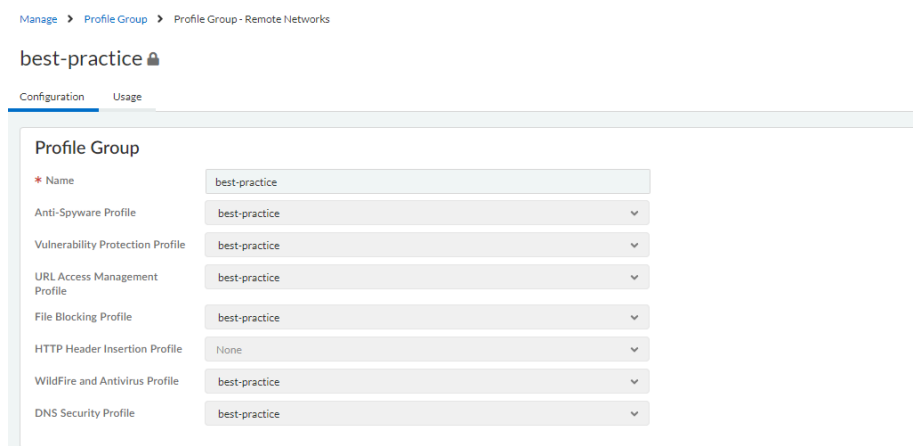 Manage > Profile Group > Profile Group - Remote Networks
best-practice
Configuration Usage
Profile Group
* Name best-practice
Anti-Spyware Profile best-practice
Vulnerability Protection Profile best-practice
URL Access Management
Profile best-practice
File Blocking Profile best-practice
HTTP Header Insertion Profile None
WildFire and Antivirus Profile best-practice
DNS Security Profile best-practice